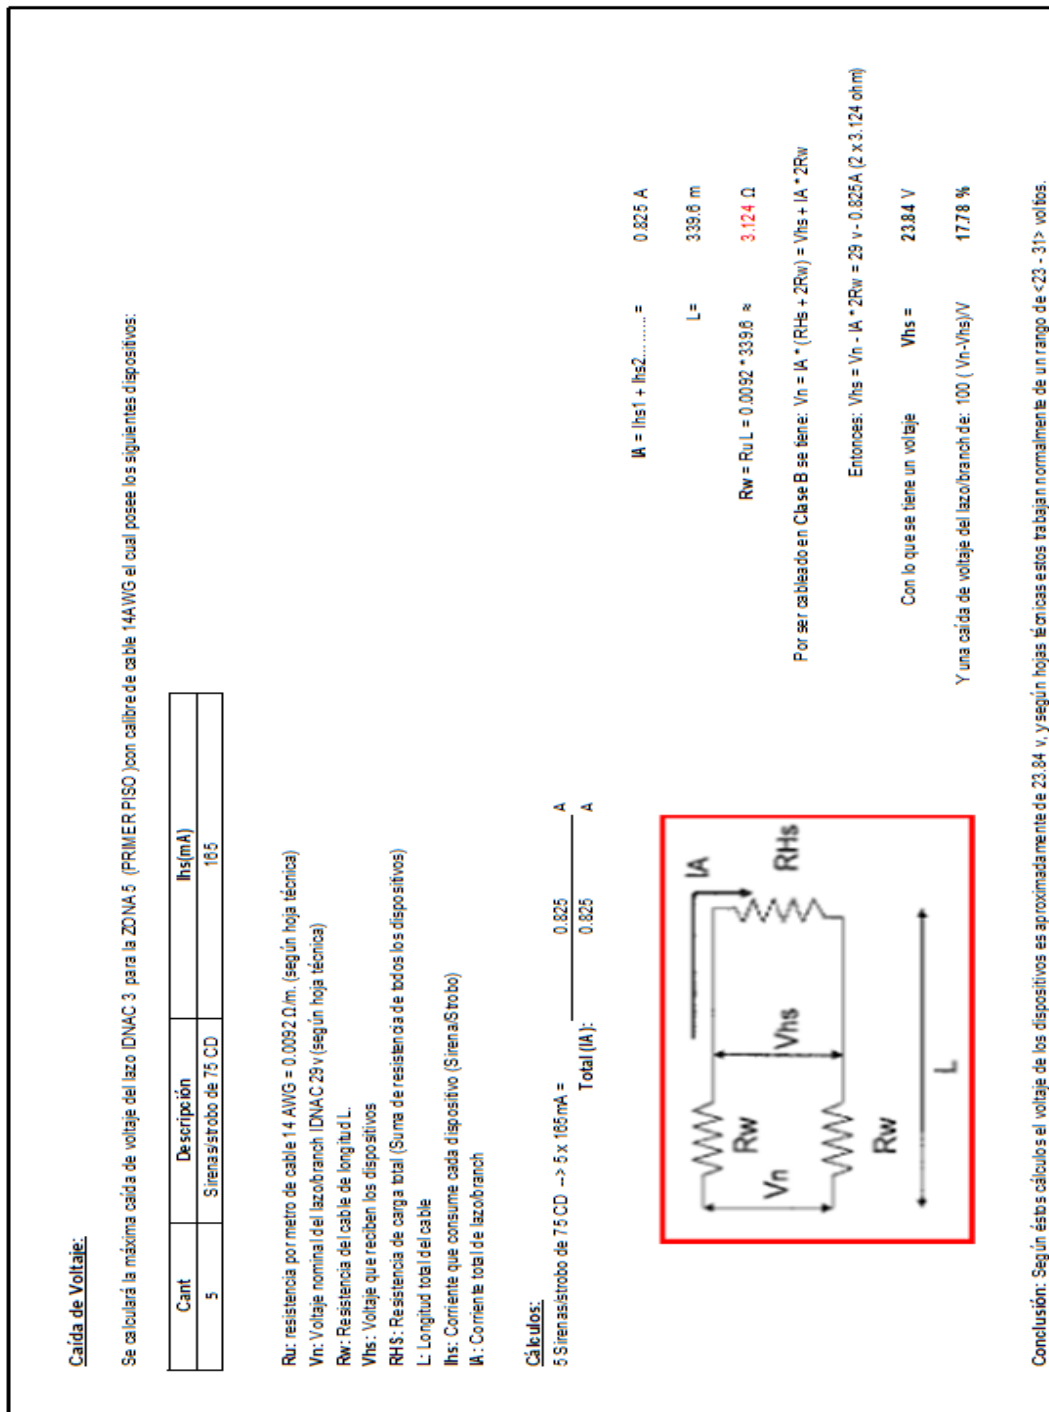 Caída de Voltaje:
Se calculará la máxima caída de voltaje del lazo IDNAC 3 para la ZONA 5 (PRIMER PISO )con calibre de cable 14AWG el cual posee los siguientes dispositivos:
Cant Descripción Ihs(mA)
5 Sirenas/strobo de 75 CD 165
Ru: resistencia por metro de cable 14 AWG = 0.0092 Ω/m. (según hoja técnica)
Vn: Voltaje nominal del lazo/branch IDNAC 29 v (según hoja técnica)
Rw: Resistencia del cable de longitud L.
Vhs: Voltaje que reciben los dispositivos
RHS: Resistencia de carga total (Suma de resistencia de todos los dispositivos)
L: Longitud total del cable
Ihs: Corriente que consume cada dispositivo (Sirena/Strobo)
IA: Corriente total de lazo/branch
Cálculos:
5 Sirenas/strobo de 75 CD --> 5 x 165mA = 0.825 A
Total (IA): 0.825 A
IA
Rw
Vn
Vhs
RHs
Rw
L
IA = Ihs1 + Ihs2......... = 0.825 A
L = 339.6 m
Rw = Ru L = 0.0092 * 339.6 ≈ 3.124 Ω
Por ser cableado en Clase B se tiene: Vn = IA * (RHs + 2Rw) = Vhs + IA * 2Rw
Entonces: Vhs = Vn - IA * 2Rw = 29 v - 0.825A (2 x 3.124 ohm)
Con lo que se tiene un voltaje Vhs = 23.84 V
Y una caída de voltaje del lazo/branch de: 100 ( Vn-Vhs)/V 17.78 %
Conclusión: Según éstos cálculos el voltaje de los dispositivos es aproximadamente de 23.84 v, y según hojas técnicas estos trabajan normalmente de un rango de <23 - 31> voltios.